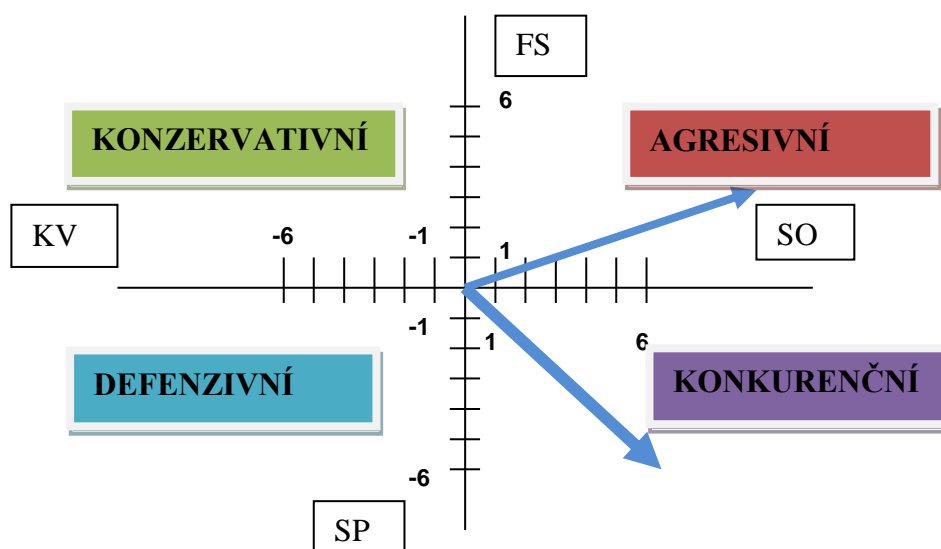 FS
6
KONZERVATIVNÍ
AGRESIVNÍ
KV
-6
-1
1
SO
-1
1
6
DEFENZIVNÍ
KONKURENČNÍ
-6
SP